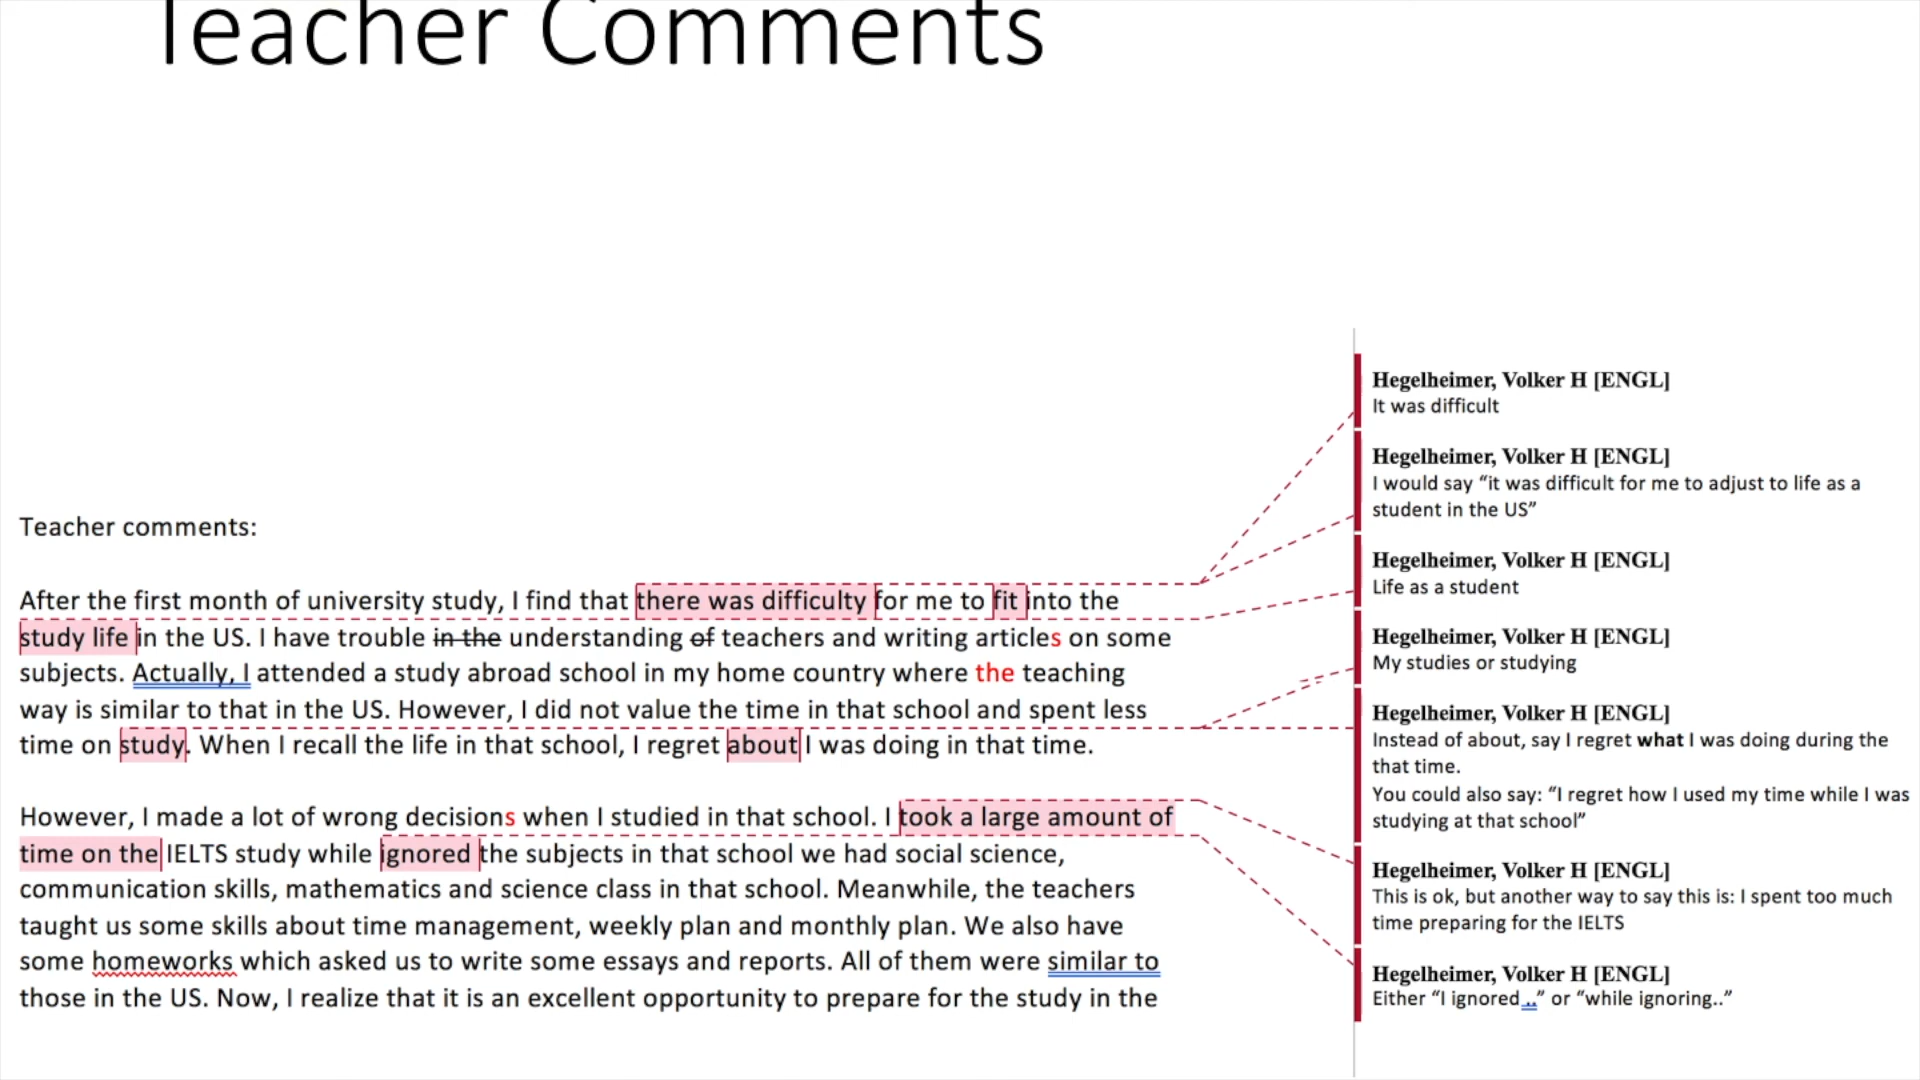 Teacher Comments
Teacher comments:
After the first month of university study, I find that there was difficulty for me to fit into the
study life in the US. I have trouble in the understanding of teachers and writing articles on some
subjects. Actually, I attended a study abroad school in my home country where the teaching
way is similar to that in the US. However, I did not value the time in that school and spent less
time on study. When I recall the life in that school, I regret about I was doing in that time.
However, I made a lot of wrong decisions when I studied in that school. I took a large amount of
time on the IELTS study while ignored the subjects in that school we had social science,
communication skills, mathematics and science class in that school. Meanwhile, the teachers
taught us some skills about time management, weekly plan and monthly plan. We also have
some homeworks which asked us to write some essays and reports. All of them were similar to
those in the US. Now, I realize that it is an excellent opportunity to prepare for the study in the
Hegelheimer, Volker H [ENGL]
It was difficult
Hegelheimer, Volker H [ENGL]
I would say “it was difficult for me to adjust to life as a
student in the US”
Hegelheimer, Volker H [ENGL]
Life as a student
Hegelheimer, Volker H [ENGL]
My studies or studying
Hegelheimer, Volker H [ENGL]
Instead of about, say I regret what I was doing during the
that time.
You could also say: “I regret how I used my time while I was
studying at that school”
Hegelheimer, Volker H [ENGL]
This is ok, but another way to say this is: I spent too much
time preparing for the IELTS
Hegelheimer, Volker H [ENGL]
Either “I ignored..” or “while ignoring..”